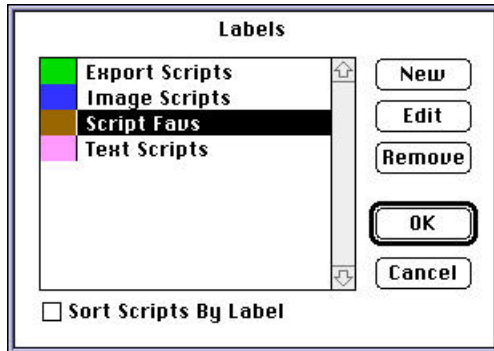 Labels
Export Scripts
Image Scripts
Script Favs
Text Scripts
New
Edit
Remove
OK
Cancel
Sort Scripts By Label